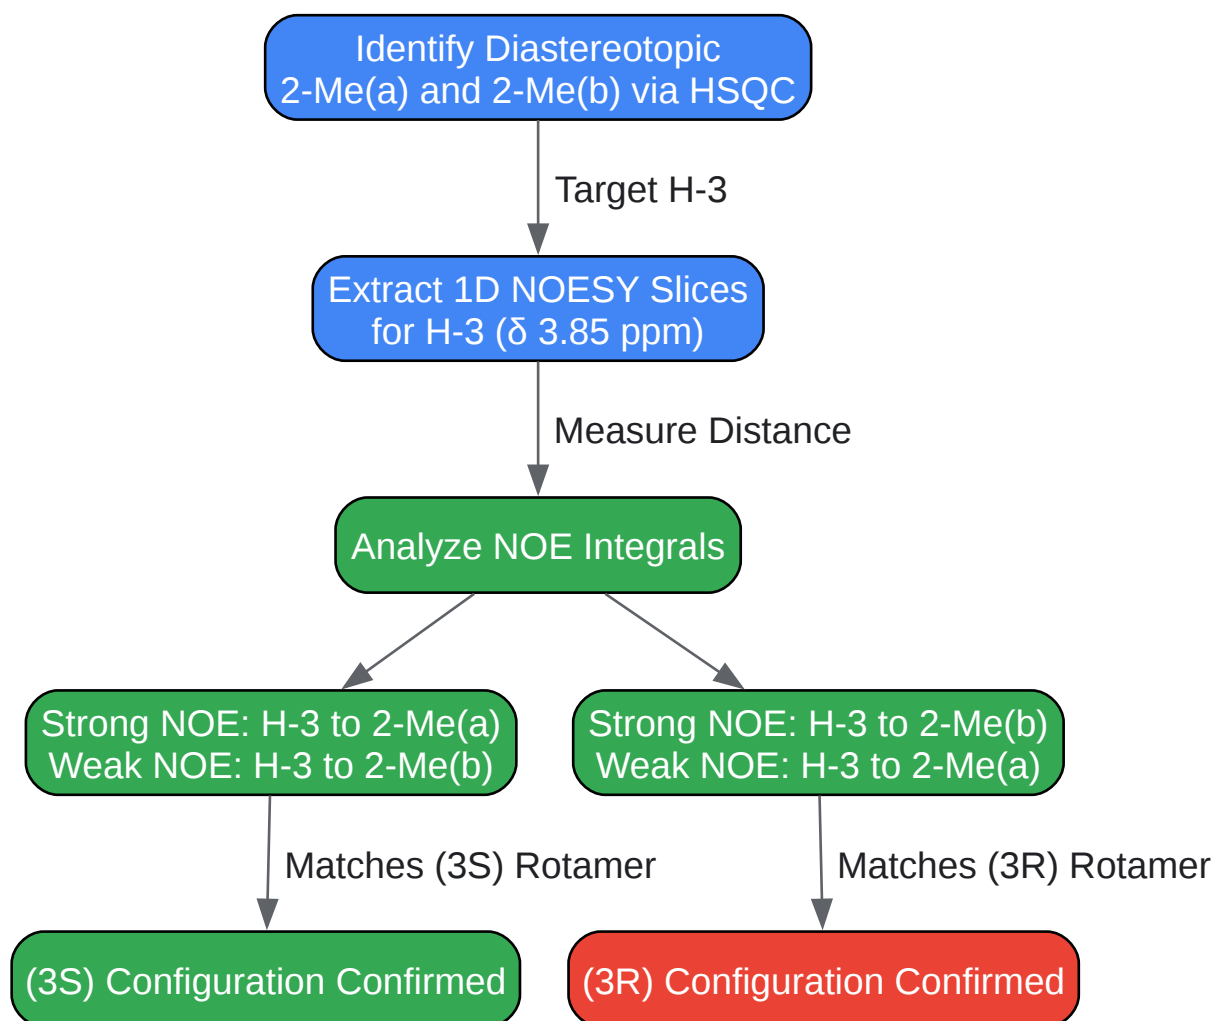 Identify Diastereotopic
2-Me(a) and 2-Me(b) via HSQC
Target H-3
Extract 1D NOESY Slices
for H-3 (δ 3.85 ppm)
Measure Distance
Analyze NOE Integrals
Strong NOE: H-3 to 2-Me(a)
Weak NOE: H-3 to 2-Me(b)
Strong NOE: H-3 to 2-Me(b)
Weak NOE: H-3 to 2-Me(a)
Matches (3S) Rotamer
Matches (3R) Rotamer
(3S) Configuration Confirmed
(3R) Configuration Confirmed